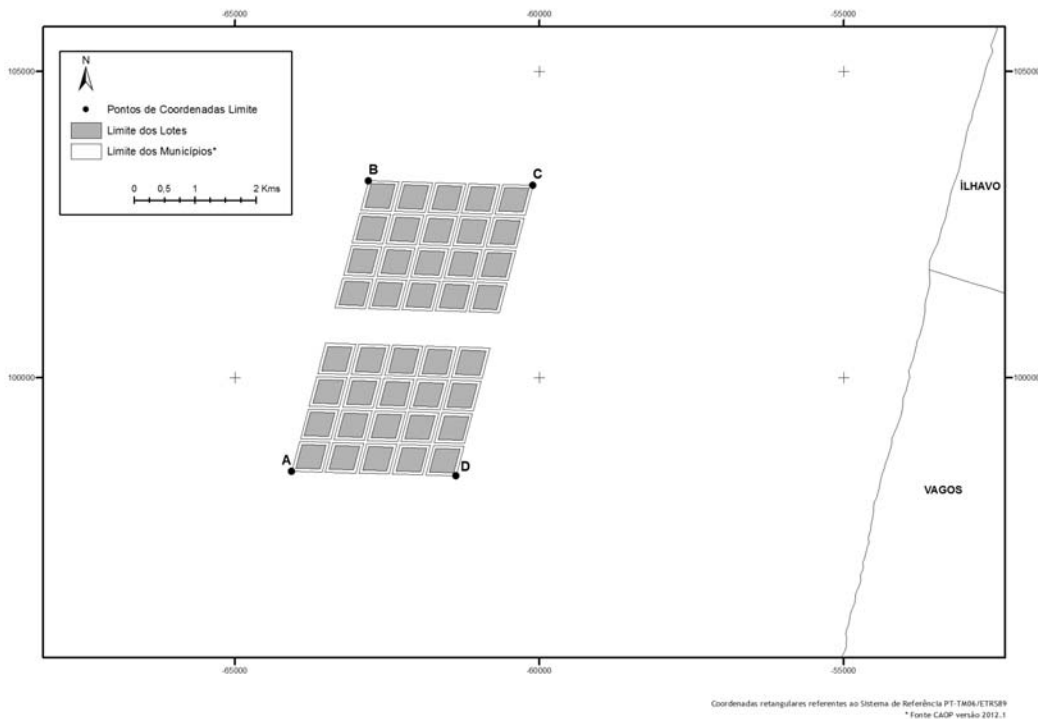 -65000
-60000
-55000
105000
105000
N
Pontos de Coordenadas Limite
Limite dos Lotes
Limite dos Municípios*
0 0,5 1 2 Kms
B
C
ÍLHAVO
100000
100000
A
D
VAGOS
-65000
-60000
-55000
Coordenadas retangulares referentes ao Sistema de Referência PT-TM06/ETRS89
* Fonte CAOP versão 2012.1